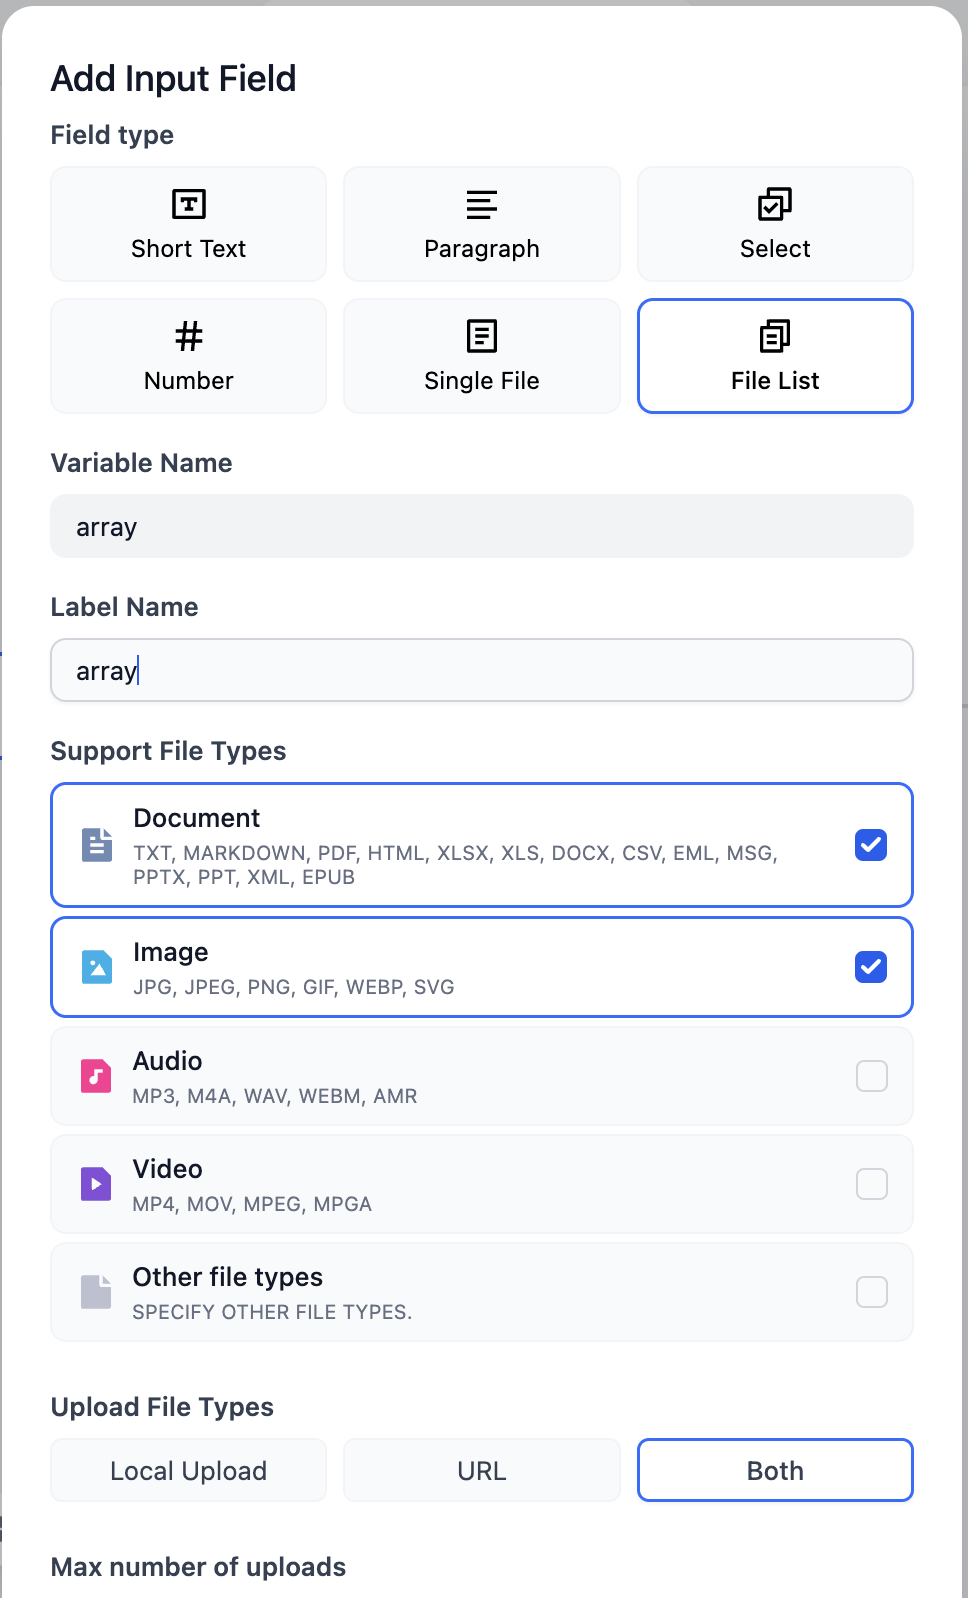 Add Input Field
Field type
Short Text
Paragraph
Select
Number
Single File
File List
Variable Name
array
Label Name
array
Support File Types
Document
TXT, MARKDOWN, PDF, HTML, XLSX, XLS, DOCX, CSV, EML, MSG,
PPTX, PPT, XML, EPUB
Image
JPG, JPEG, PNG, GIF, WEBP, SVG
Audio
MP3, M4A, WAV, WEBM, AMR
Video
MP4, MOV, MPEG, MPGA
Other file types
SPECIFY OTHER FILE TYPES.
Upload File Types
Local Upload
URL
Both
Max number of uploads